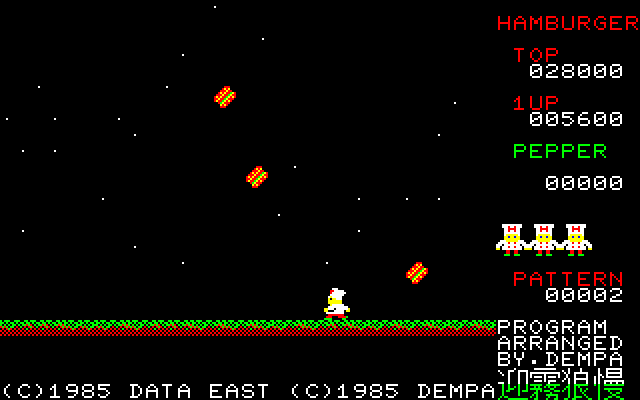 HAMBURGER
TOP
028000
1UP
005600
PEPPER
00000
PATTERN
00002
PROGRAM
ARRANGED
BY.DEMPA
(C)1985 DATA EAST (C)1985 DEMPA